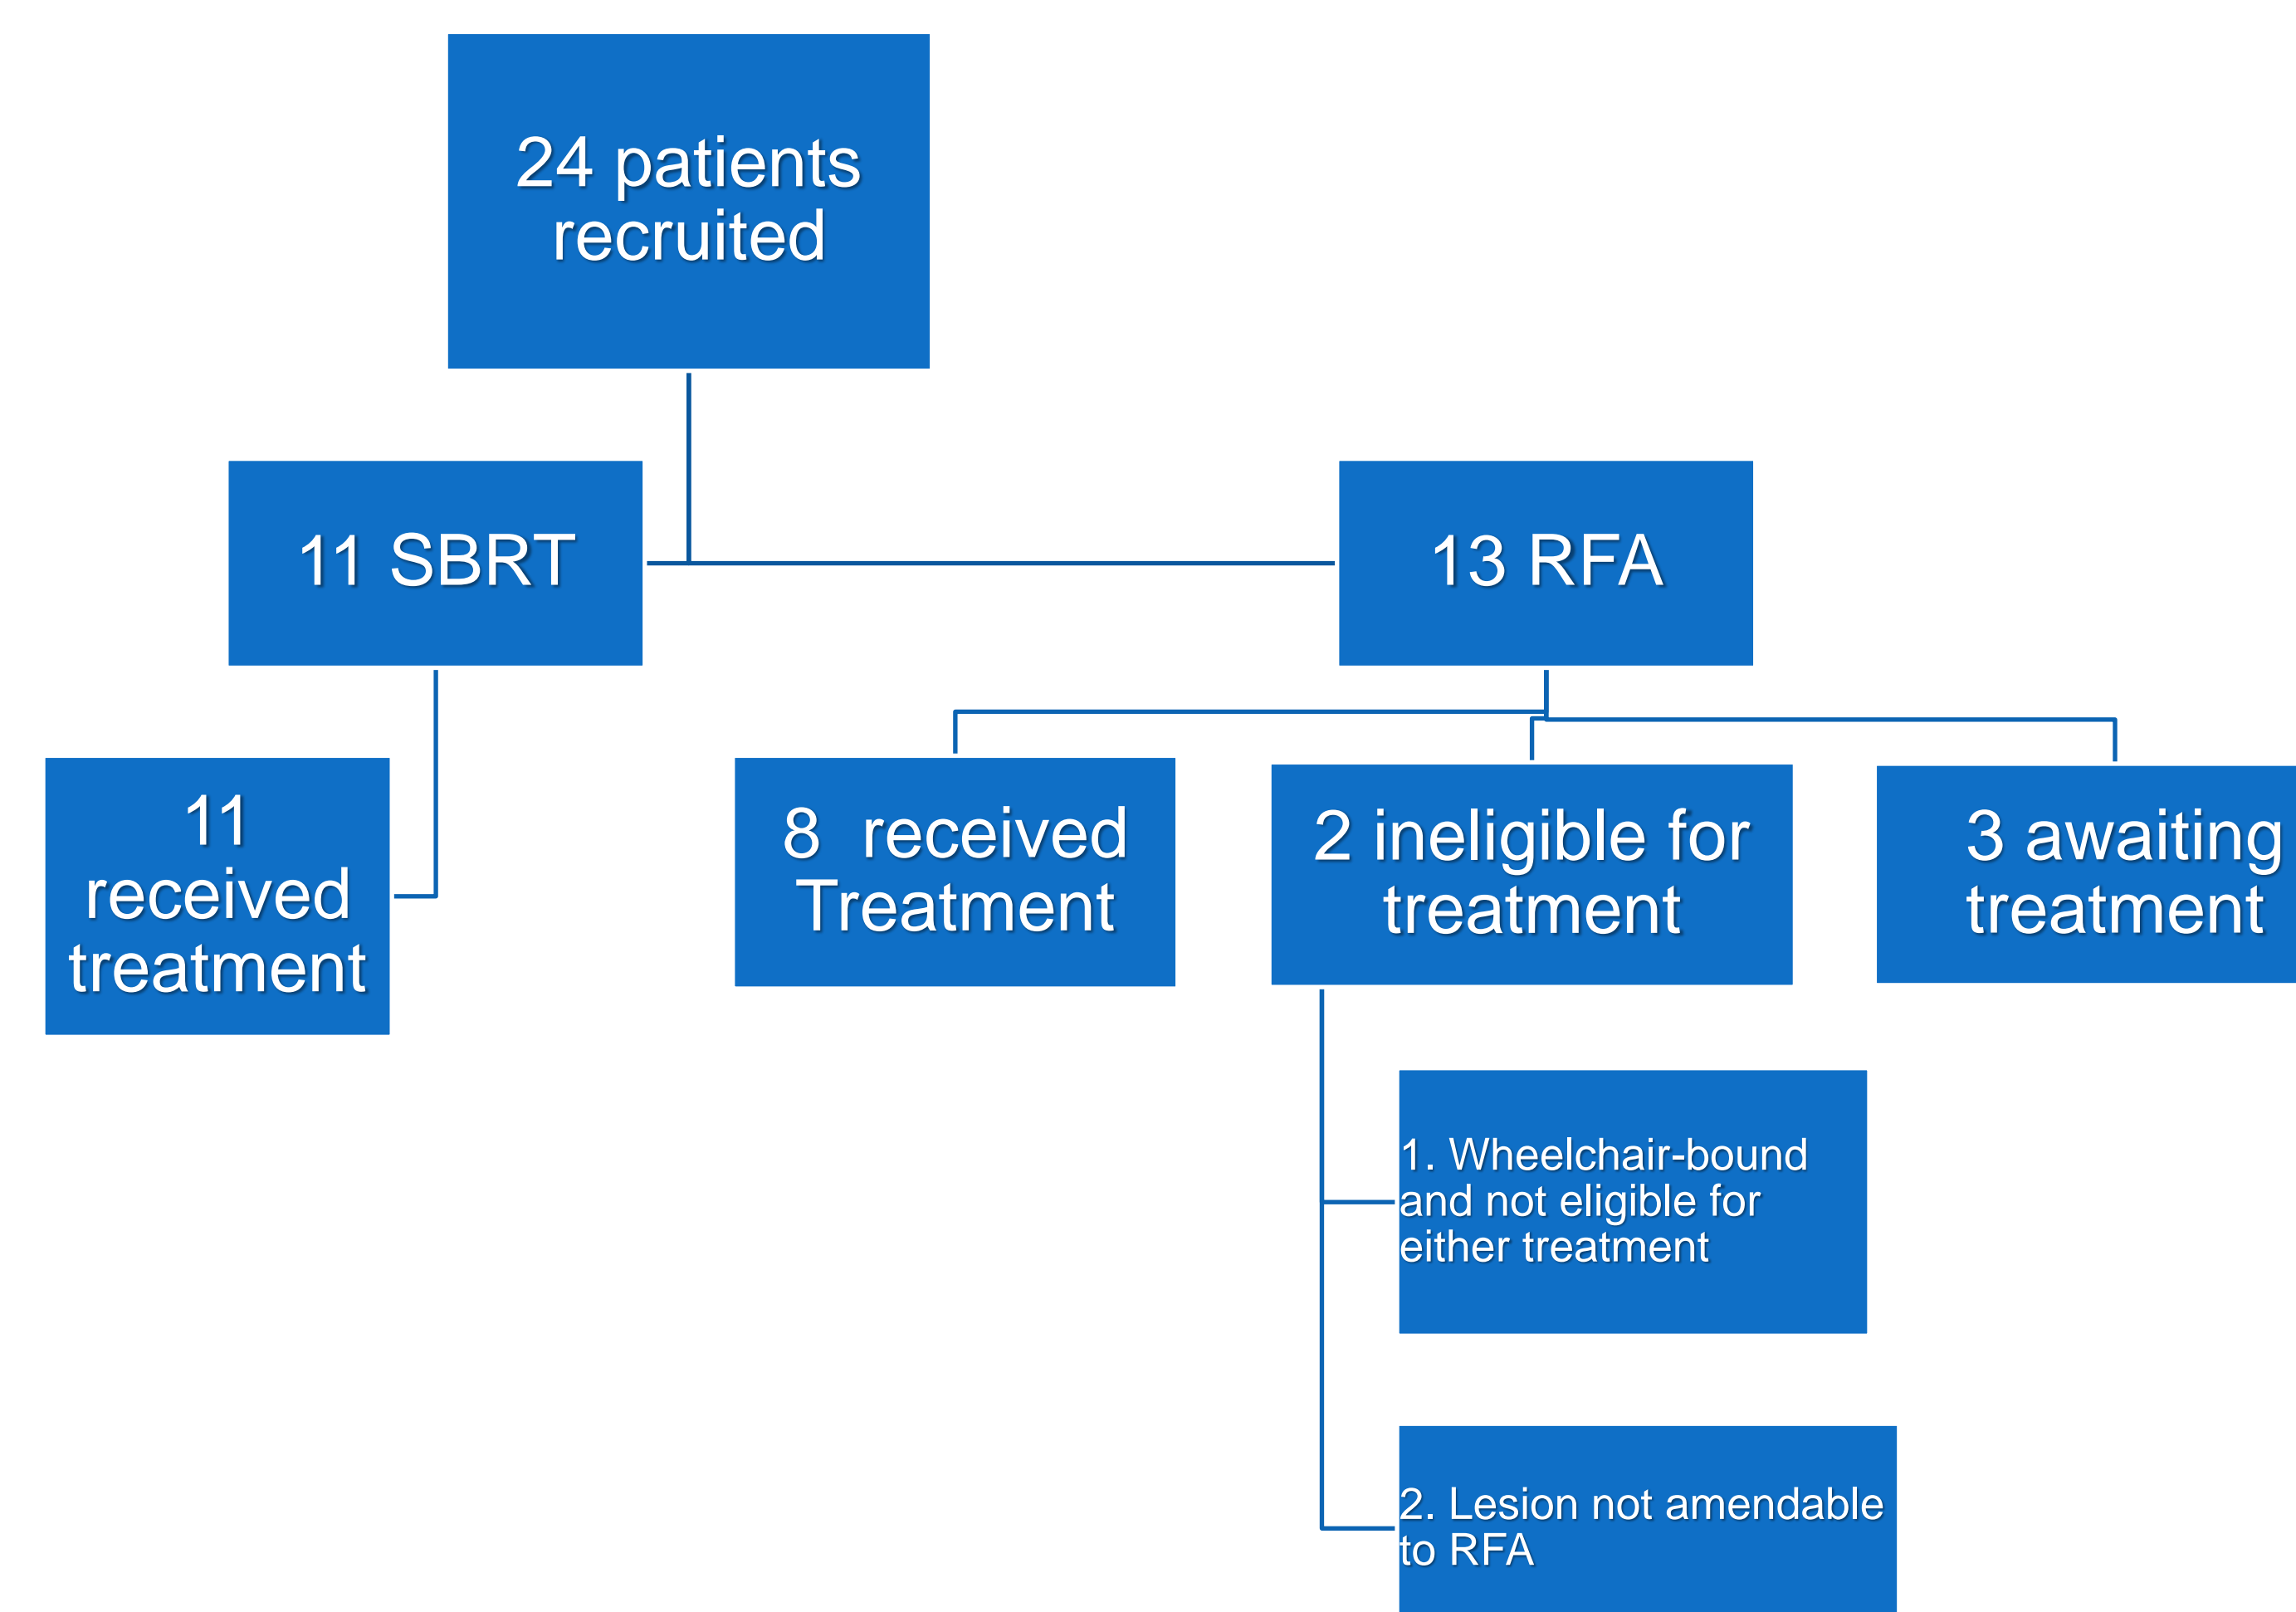 24 patients
recruited
11 SBRT
13 RFA
11
received
treatment
8  received
Treatment
2 ineligible for
treatment
3 awaiting
treatment
1. Wheelchair-bound
and not eligible for
either treatment
2. Lesion not amendable
to RFA